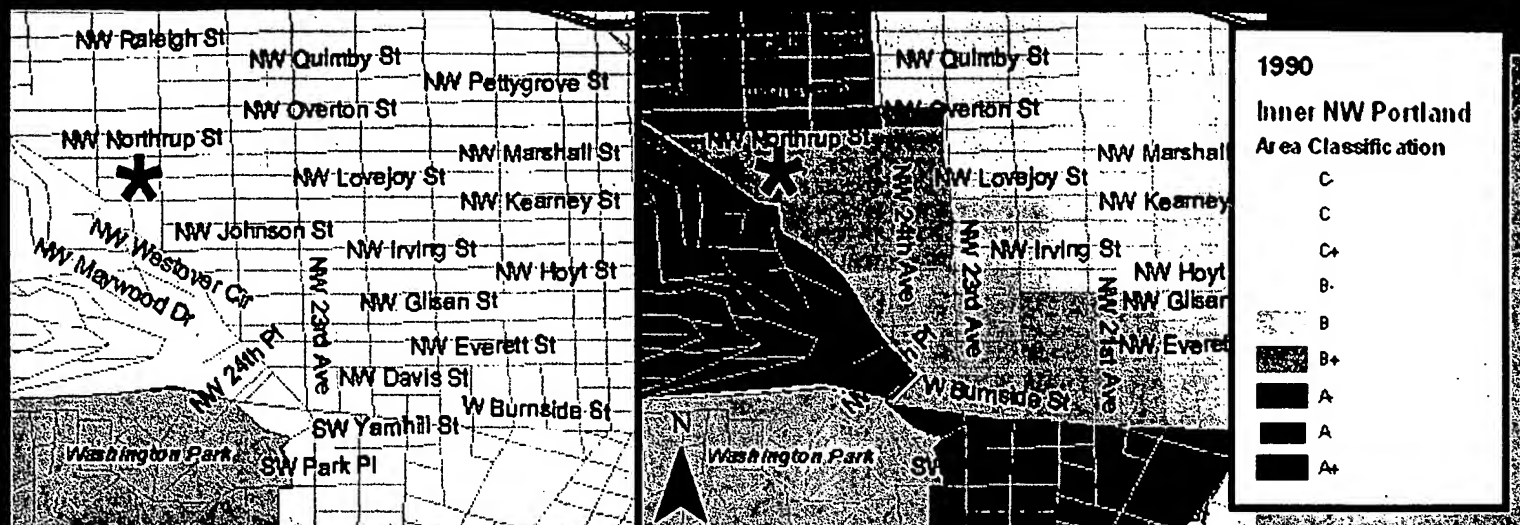 NW Raleigh St
NW Quimby St
NW Pettygrove St
NW Overton St
NW Northrup St
NW Marshall St
NW Lovejoy St
NW Kearney St
NW Johnson St
NW Westover Cir
NW Irving St
NW Maywood Dr
NW Hoyt St
NW Glisan St
NW 23rd Ave
NW Everett St
NW 24th Pl
NW Davis St
W Burnside St
SW Yamhill St
Washington Park
SW Park Pl
NW Quimby St
NW Overton St
NW Northrup St
NW Marshall
NW Lovejoy St
NW 24th Ave
NW Kearney
NW Irving St
NW 23rd Ave
NW Hoyt
NW Glisan
NW 21st Ave
NW Everett
W Burnside St
N
Washington Park
SW
1990
Inner NW Portland
Area Classification
C-
C
C+
B-
B
B+
A-
A
A+